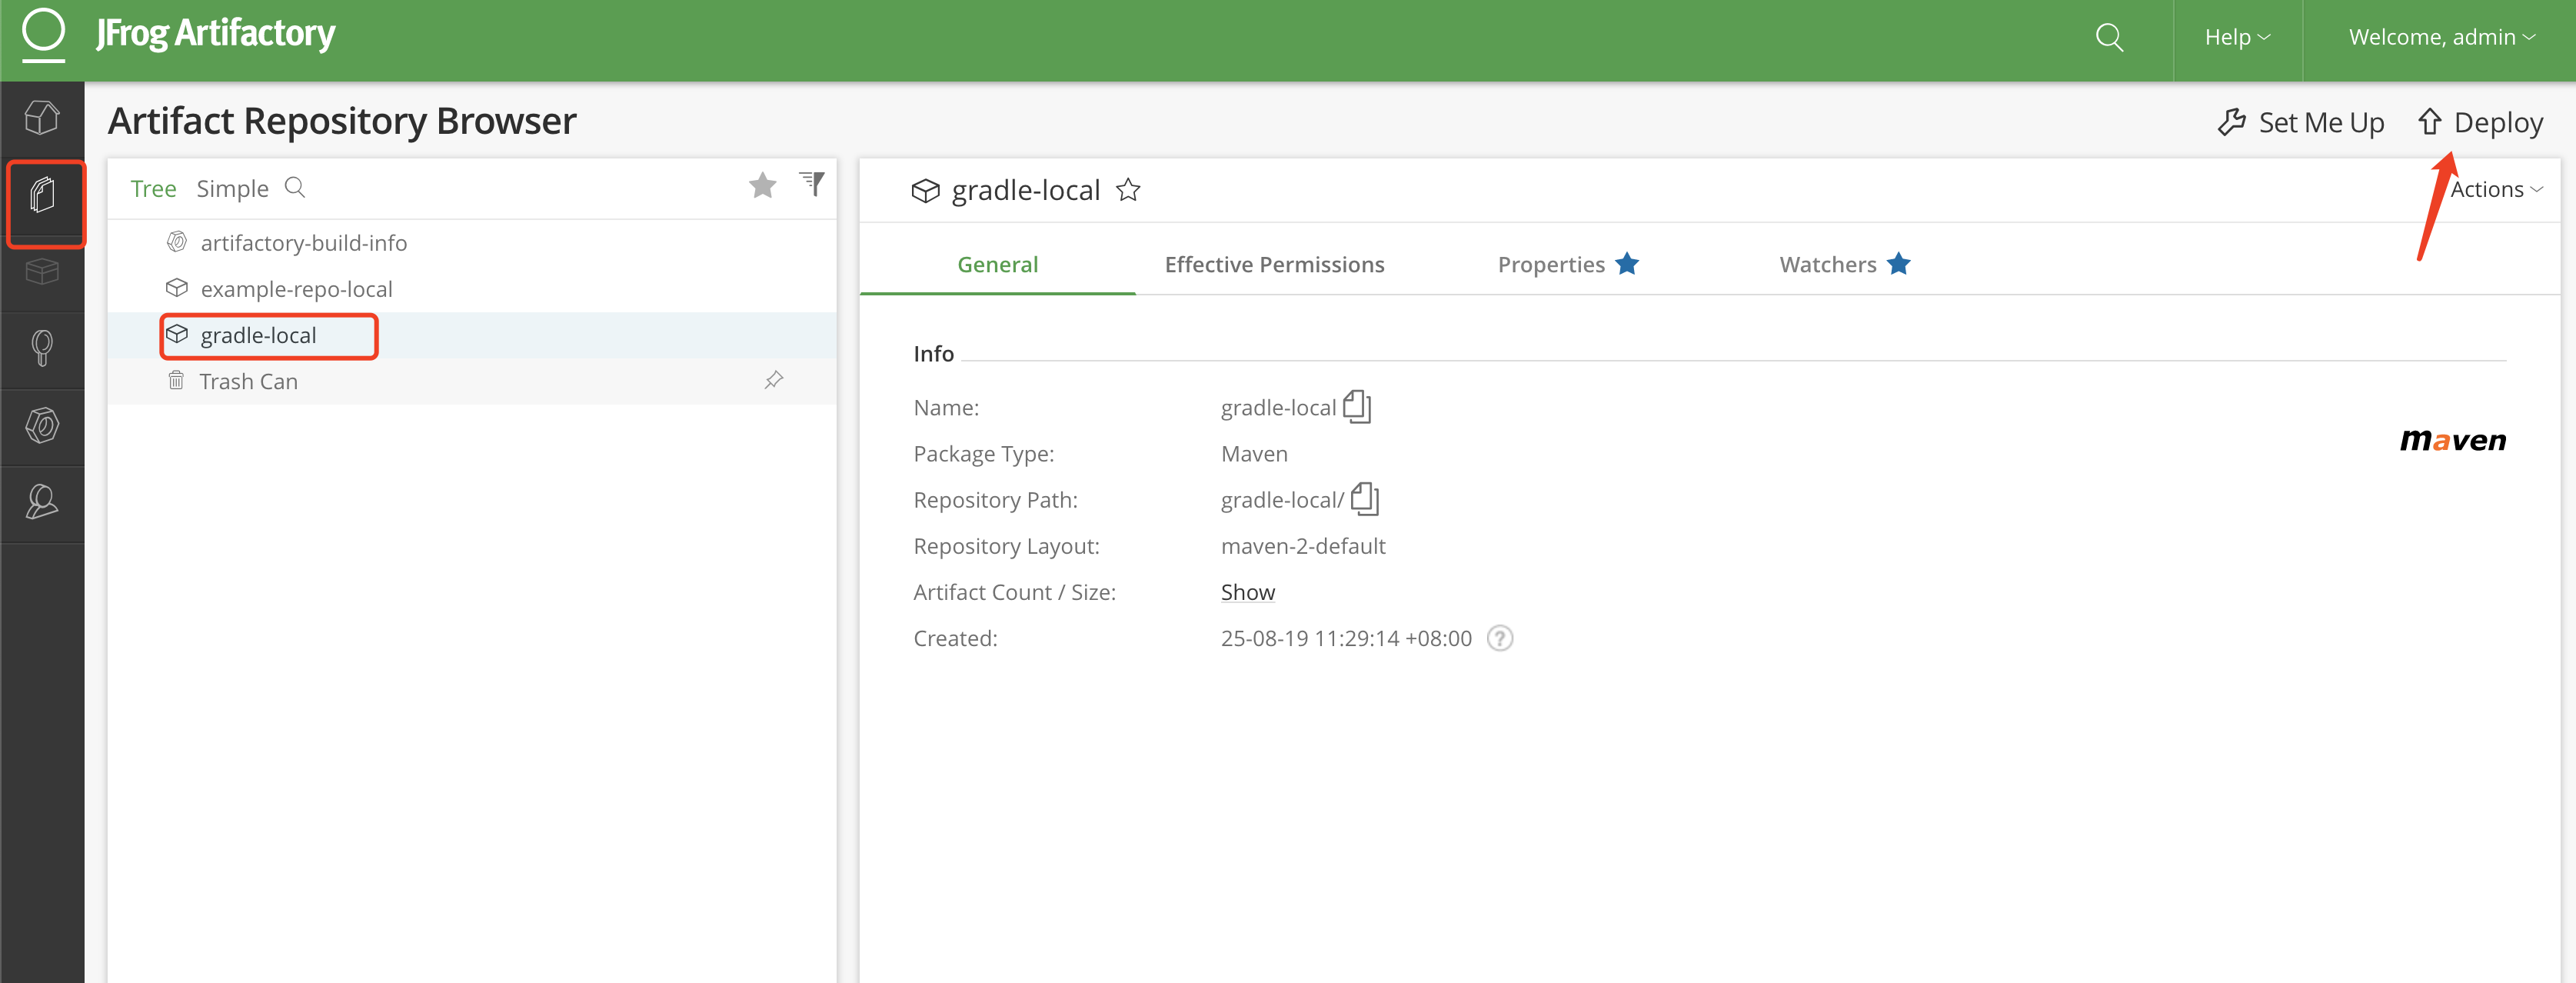 JFrog Artifactory
Help
Welcome, admin
Artifact Repository Browser
Set Me Up
Deploy
Tree Simple
artifactory-build-info
example-repo-local
gradle-local
Trash Can
gradle-local
Actions
General
Effective Permissions
Properties
Watchers
Info
Name: gradle-local
Package Type: Maven
Repository Path: gradle-local/
Repository Layout: maven-2-default
Artifact Count / Size: Show
Created: 25-08-19 11:29:14 +08:00 ?
maven